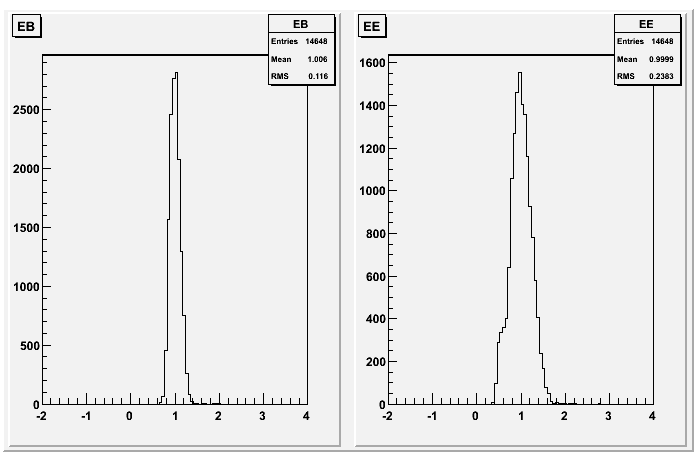 EB
EB
Entries 14648
Mean 1.006
RMS 0.116
2500
2000
1500
1000
500
0
-2 -1 0 1 2 3 4
EE
EE
Entries 14648
Mean 0.9999
RMS 0.2383
1600
1400
1200
1000
800
600
400
200
0
-2 -1 0 1 2 3 4